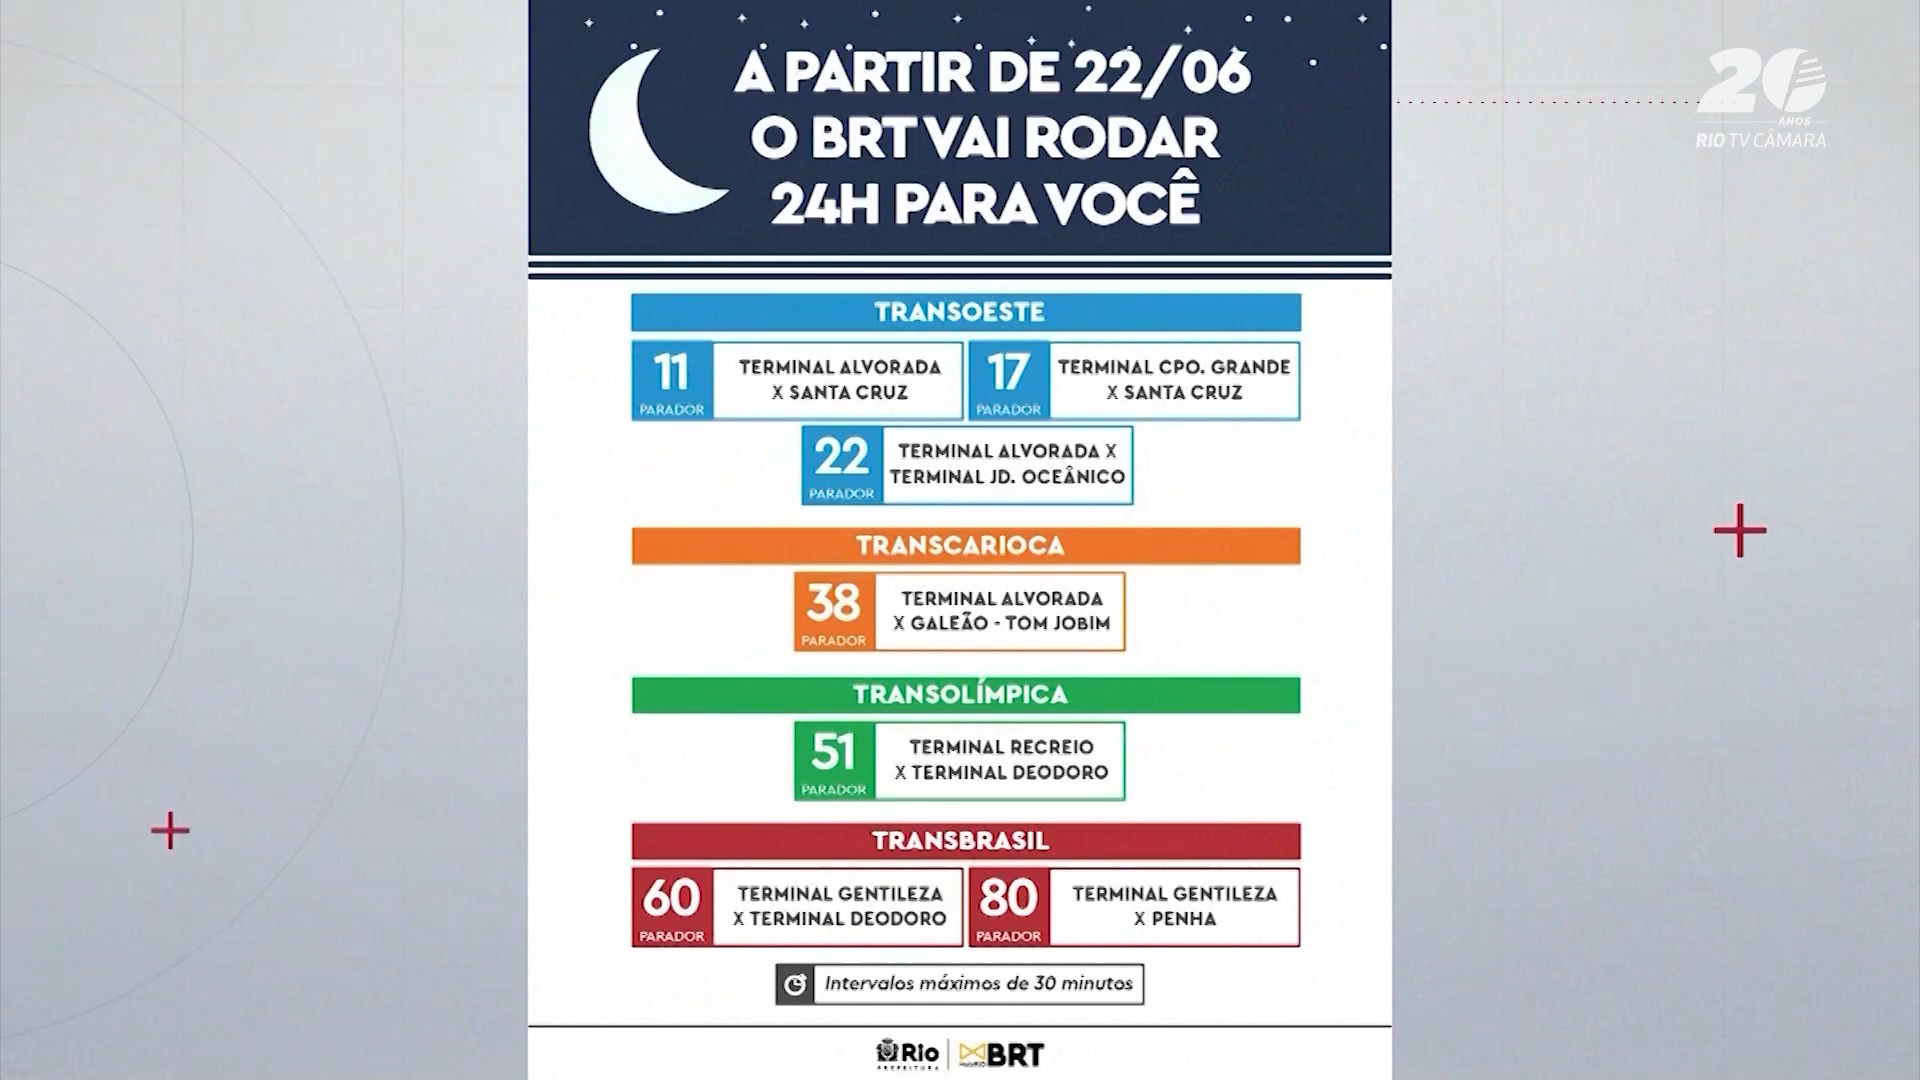 A PARTIR DE 22/06
O BRT VAI RODAR
24H PARA VOCÊ
20
ANOS
RIO TV CÂMARA
TRANSOESTE
11
PARADOR
TERMINAL ALVORADA
X SANTA CRUZ
17
PARADOR
TERMINAL CPO. GRANDE
X SANTA CRUZ
22
PARADOR
TERMINAL ALVORADA X
TERMINAL JD. OCEÂNICO
TRANSCARIOCA
38
PARADOR
TERMINAL ALVORADA
X GALEÃO - TOM JOBIM
TRANSOLÍMPICA
51
PARADOR
TERMINAL RECREIO
X TERMINAL DEODORO
TRANSBRASIL
60
PARADOR
TERMINAL GENTILEZA
X TERMINAL DEODORO
80
PARADOR
TERMINAL GENTILEZA
X PENHA
Intervalos máximos de 30 minutos
Rio
PREFEITURA
BRT